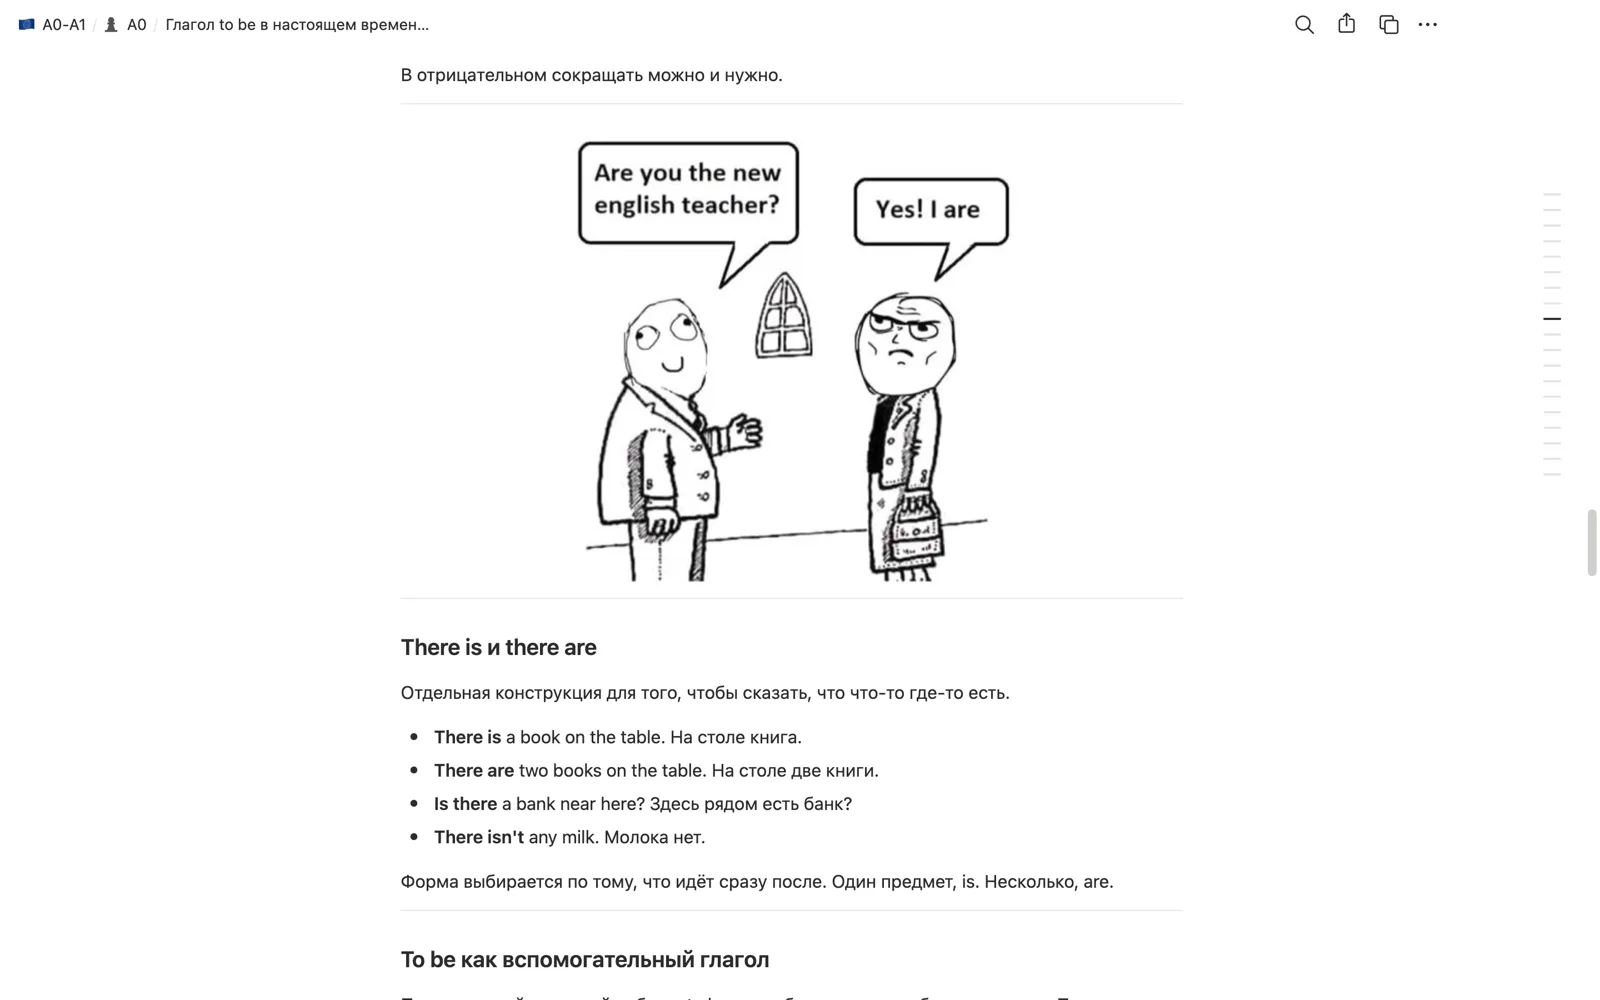 A0-A1 / A0 / Глагол to be в настоящем времен...
В отрицательном сокращать можно и нужно.
Are you the new
english teacher?
Yes! I are
There is и there are
Отдельная конструкция для того, чтобы сказать, что что-то где-то есть.
• There is a book on the table. На столе книга.
• There are two books on the table. На столе две книги.
• Is there a bank near here? Здесь рядом есть банк?
• There isn't any milk. Молока нет.
Форма выбирается по тому, что идёт сразу после. Один предмет, is. Несколько, are.
To be как вспомогательный глагол